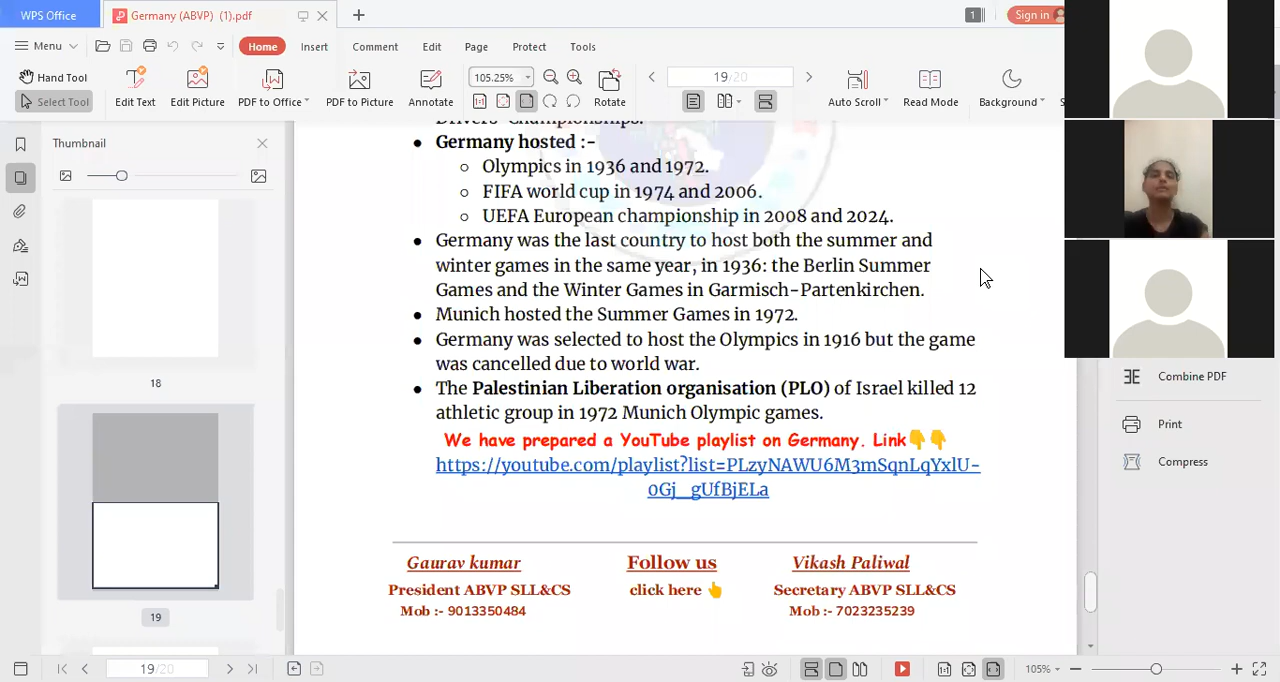 WPS Office
Germany (ABVP) (1).pdf
1
Sign in
Menu
Home
Insert
Comment
Edit
Page
Protect
Tools
Hand Tool
Select Tool
Edit Text
Edit Picture
PDF to Office
PDF to Picture
Annotate
105.25%
Rotate
19/20
Auto Scroll
Read Mode
Background
Thumbnail
18
19
Drivers' Championships.
Germany hosted :-
Olympics in 1936 and 1972.
FIFA world cup in 1974 and 2006.
UEFA European championship in 2008 and 2024.
Germany was the last country to host both the summer and
winter games in the same year, in 1936: the Berlin Summer
Games and the Winter Games in Garmisch-Partenkirchen.
Munich hosted the Summer Games in 1972.
Germany was selected to host the Olympics in 1916 but the game
was cancelled due to world war.
The Palestinian Liberation organisation (PLO) of Israel killed 12
athletic group in 1972 Munich Olympic games.
We have prepared a YouTube playlist on Germany. Link👇👇
https://youtube.com/playlist?list=PLzyNAWU6M3mSqnLqYxlU-
0Gj_gUfBjELa
Gaurav kumar Follow us Vikash Paliwal
President ABVP SLL&CS click here 👆 Secretary ABVP SLL&CS
Mob :- 9013350484 Mob :- 7023235239
Combine PDF
Print
Compress
19/20
105%